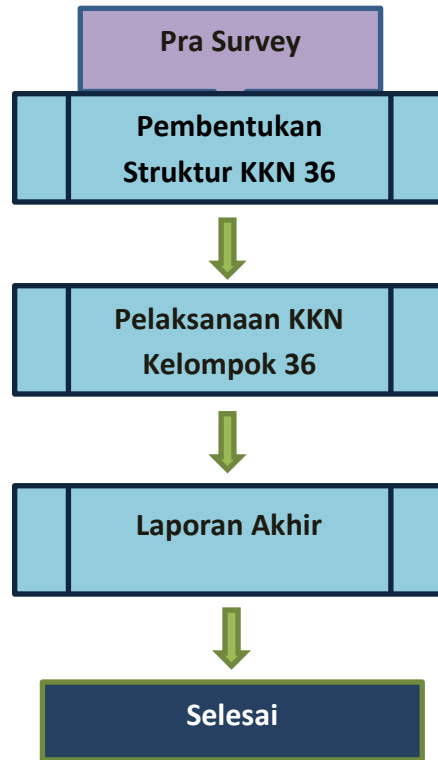 Pra Survey
Pembentukan
Struktur KKN 36
Pelaksanaan KKN
Kelompok 36
Laporan Akhir
Selesai